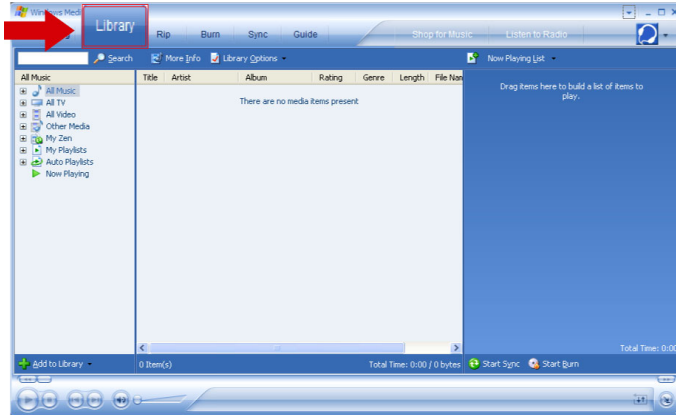 Windows Medi
Library
Rip Burn Sync Guide Shop for Music Listen to Radio
Search More Info Library Options Now Playing List
All Music Title Artist Album Rating Genre Length File Nam
All Music
All TV
All Video
Other Media
My Zen
My Playlists
Auto Playlists
Now Playing
There are no media items present
Drag items here to build a list of items to
play.
Total Time: 0:00
Add to Library 0 Item(s) Total Time: 0:00 / 0 bytes Start Sync Start Burn